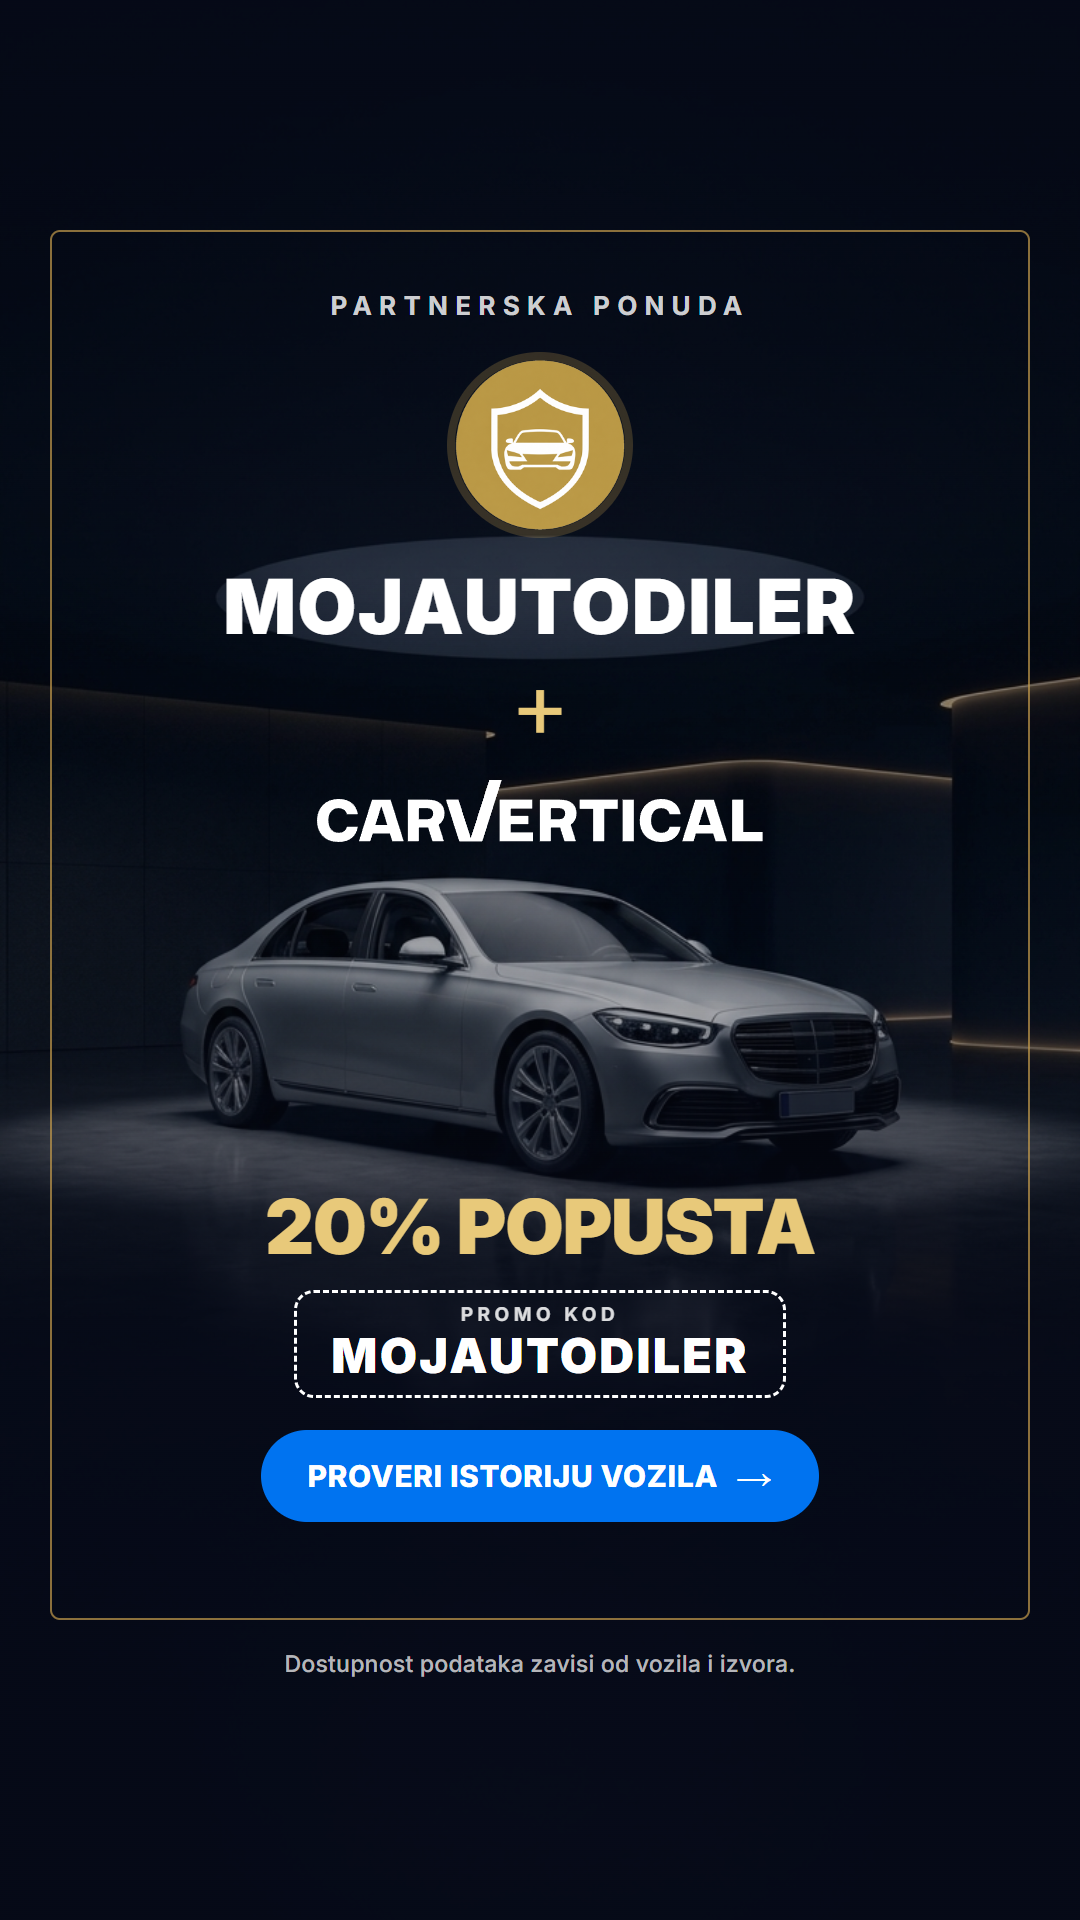 PARTNERSKA PONUDA
MOJAUTODILER
+
CARVERTICAL
20% POPUSTA
PROMO KOD
MOJAUTODILER
PROVERI ISTORIJU VOZILA →
Dostupnost podataka zavisi od vozila i izvora.